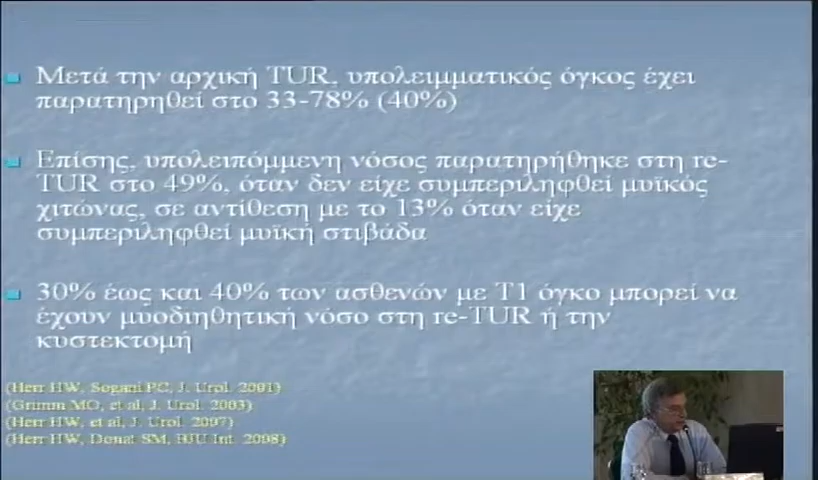 Μετά την αρχική TUR, υπολειμματικός όγκος έχει
παρατηρηθεί στο 33-78% (40%)
Επίσης, υπολειπόμμενη νόσος παρατηρήθηκε στη re-
TUR στο 49%, όταν δεν είχε συμπεριληφθεί μυϊκός
χιτώνας, σε αντίθεση με το 13% όταν είχε
συμπεριληφθεί μυϊκή στιβάδα
30% έως και 40% των ασθενών με T1 όγκο μπορεί να
έχουν μυοδιηθητική νόσο στη re-TUR ή την
κυστεκτομή
(Herr HW, Sogani PC, J. Urol. 2001)
(Grimm MO, et al, J. Urol. 2003)
(Herr HW, et al, J. Urol. 2007)
(Herr HW, Donat SM, BJU Int. 2008)